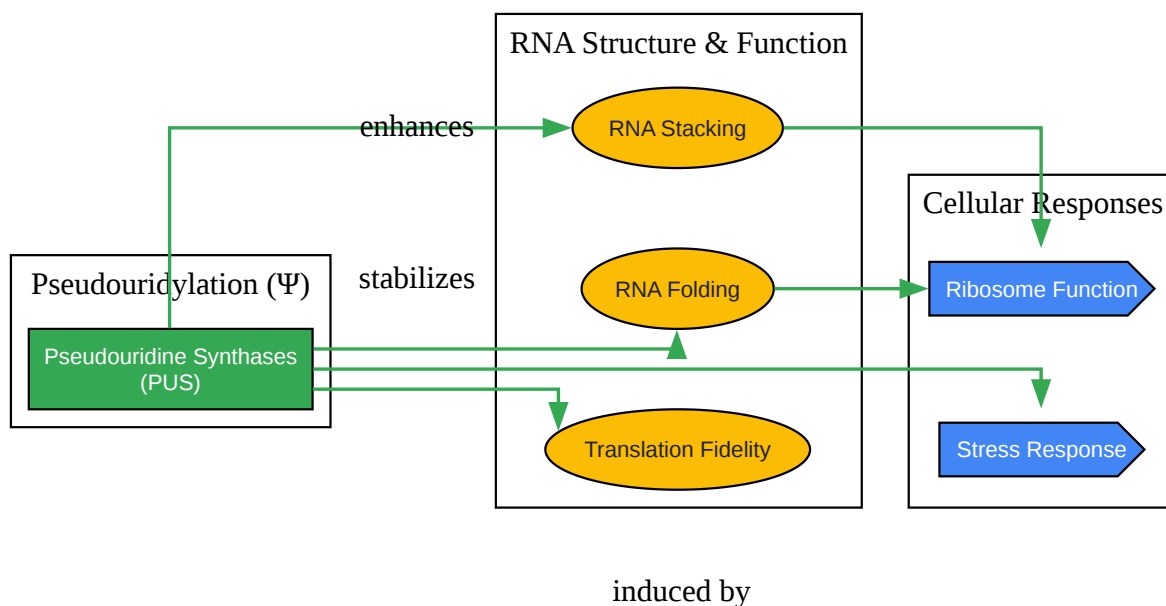 RNA Structure & Function
enhances
RNA Stacking
Cellular Responses
Pseudouridylation (Ψ)
stabilizes
RNA Folding
Ribosome Function
Pseudouridine Synthases
(PUS)
Translation Fidelity
Stress Response
induced by